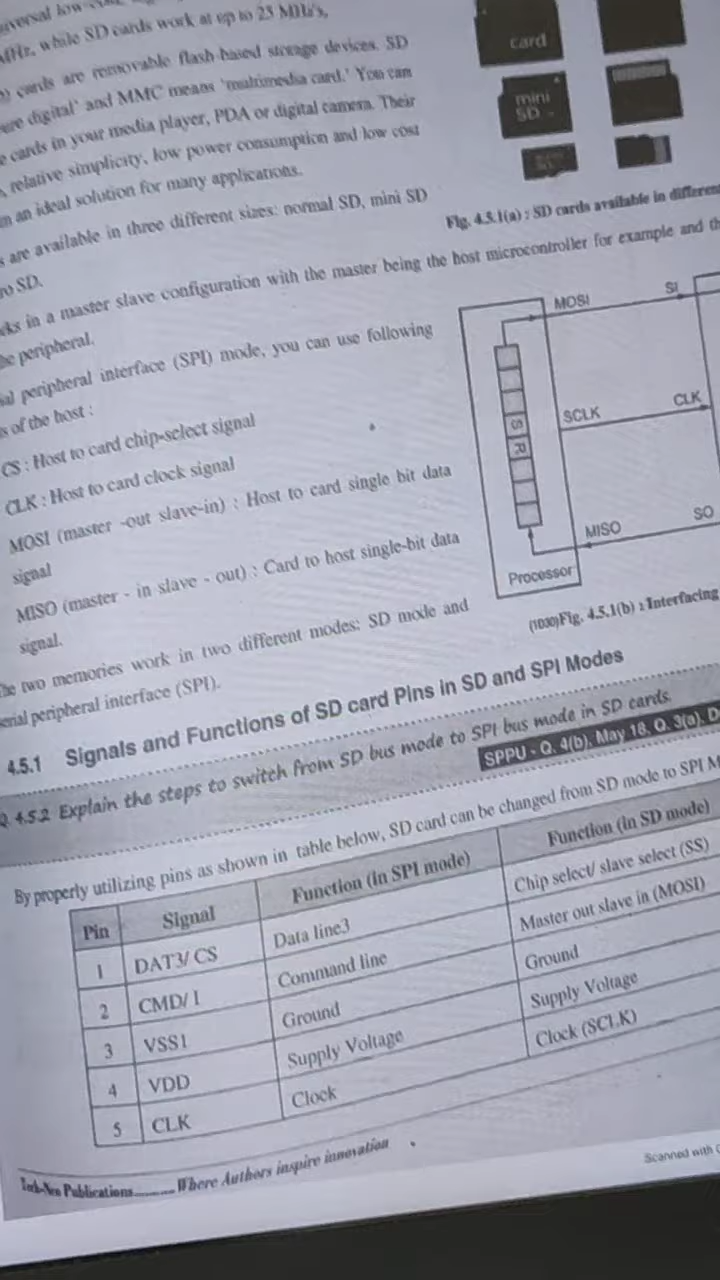 MHz, while SD cards work at up to 25 MHz's,
cards are removable flash-based storage devices. SD
digital' and MMC means 'multimedia card.' You can
cards in your media player, PDA or digital camera. Their
relative simplicity, low power consumption and low cost
an ideal solution for many applications.
are available in three different sizes: normal SD, mini SD
SD.
card
mini
SD
Fig. 4.5.1(a) : SD cards available in
in a master slave configuration with the master being the host microcontroller for example and
peripheral.
peripheral interface (SPI) mode, you can use following
of the host :
CS : Host to card chip-select signal
CLK : Host to card clock signal
MOSI (master -out slave-in) : Host to card single bit data
signal
MISO (master - in slave - out) : Card to host single-bit data
signal.
The two memories work in two different modes: SD mode and
serial peripheral interface (SPI).
MOSI
SI
S
R
SCLK
CLK
MISO
SO
Processor
(1D30)Fig. 4.5.1(b) : Interfacing
4.5.1 Signals and Functions of SD card Pins in SD and SPI Modes
Q. 4.5.2 Explain the steps to switch from SD bus mode to SPI bus mode in SD cards.
SPPU - Q. 4(b), May 18, Q. 3(a), D
By properly utilizing pins as shown in table below, SD card can be changed from SD mode to SPI M
Pin Signal Function (in SPI mode) Function (in SD mode)
1 DAT3/ CS Data line3 Chip select/ slave select (SS)
2 CMD/ I Command line Master out slave in (MOSI)
3 VSS1 Ground Ground
4 VDD Supply Voltage Supply Voltage
5 CLK Clock Clock (SCLK)
Tech-Neo Publications..........Where Authors inspire innovation
Scanned with